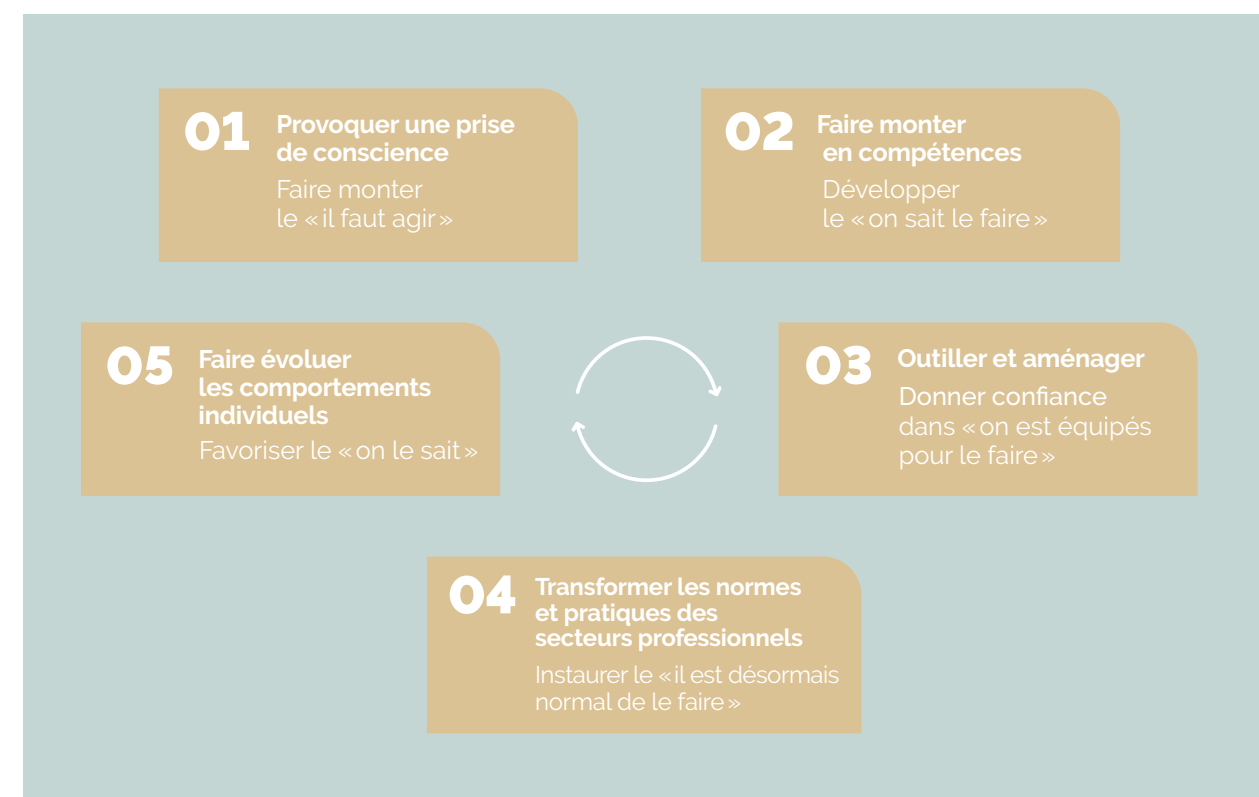 01
Provoquer une prise
de conscience
Faire monter
le «il faut agir»
02
Faire monter
en compétences
Développer
le «on sait le faire»
03
Outiller et aménager
Donner confiance
dans «on est équipés
pour le faire»
04
Transformer les normes
et pratiques des
secteurs professionnels
Instaurer le «il est désormais
normal de le faire»
05
Faire évoluer
les comportements
individuels
Favoriser le «on le sait»